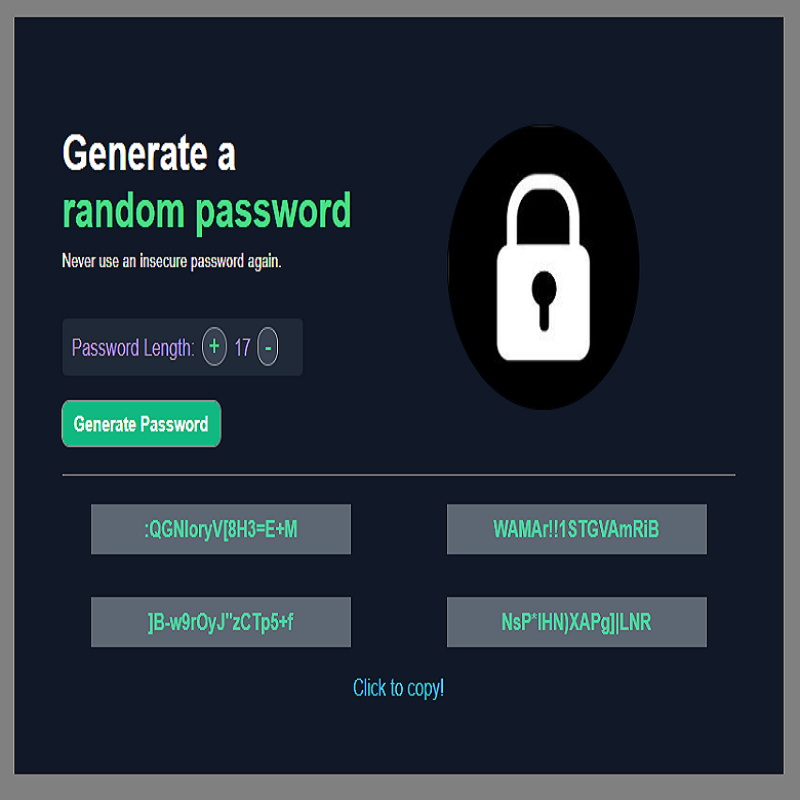 Generate a
random password
Never use an insecure password again.
Password Length: + 17 -
Generate Password
:QGNIoryV[8H3=E+M
WAMAr!!1STGVAmRiB
]B-w9rOyJ"zCTp5+f
NsP*IHN)XAPg]|LNR
Click to copy!